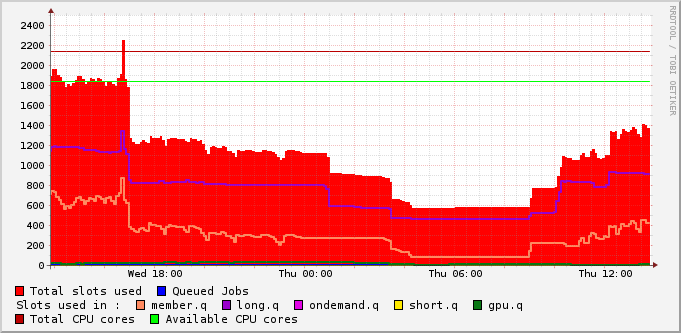 2400
2200
2000
1800
1600
1400
1200
1000
800
600
400
200
0
Wed 18:00 Thu 00:00 Thu 06:00 Thu 12:00
RRDTOOL / TOBI OETIKER
Total slots used Queued Jobs
Slots used in : member.q long.q ondemand.q short.q gpu.q
Total CPU cores Available CPU cores